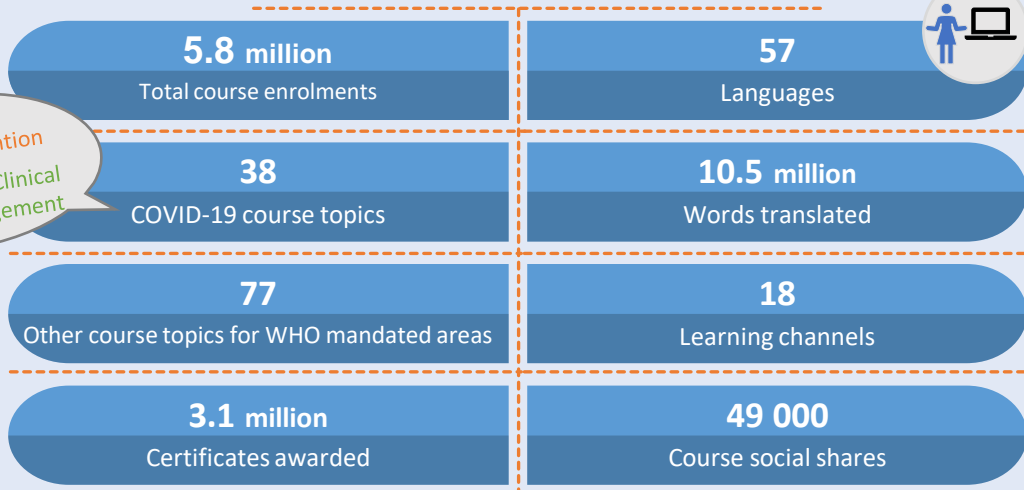 5.8 million
Total course enrolments
57
Languages
Clinical
38
COVID-19 course topics
10.5 million
Words translated
77
Other course topics for WHO mandated areas
18
Learning channels
3.1 million
Certificates awarded
49 000
Course social shares